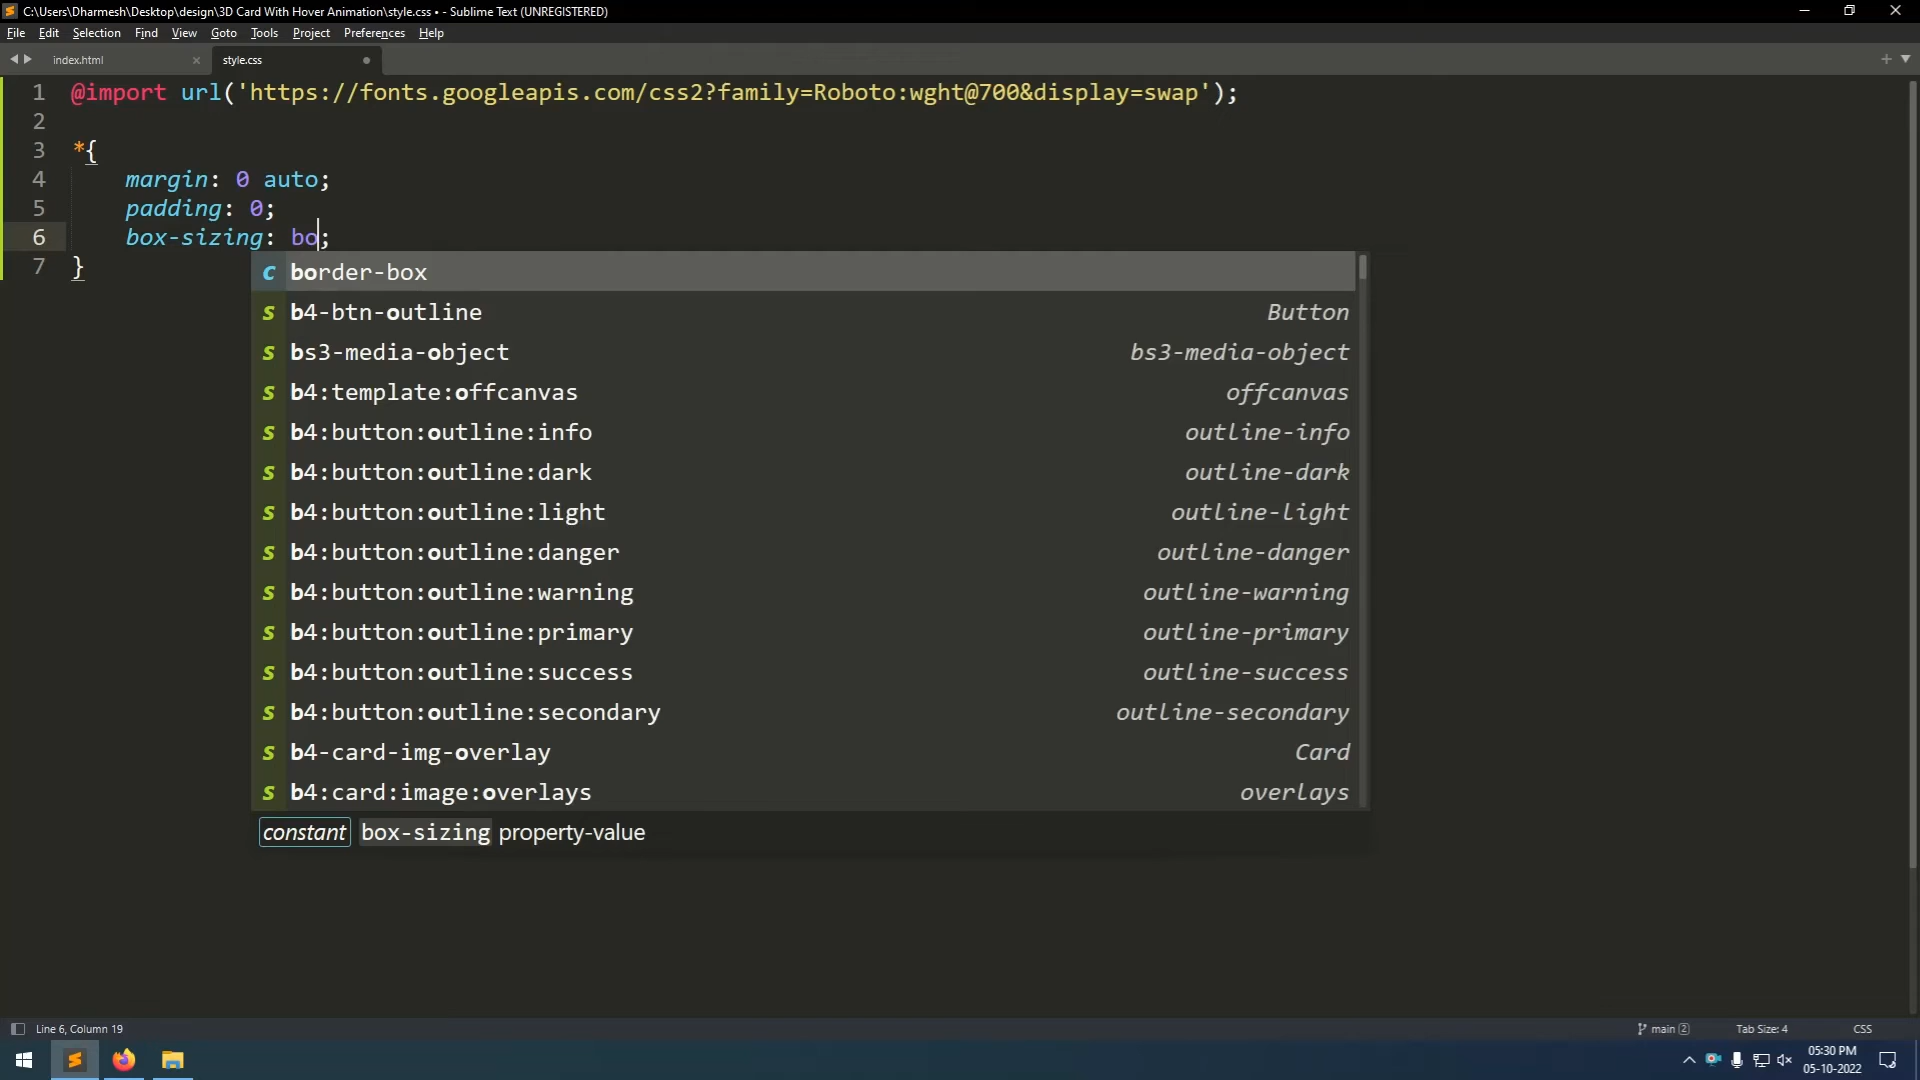 C:\Users\Dharmesh\Desktop\design\3D Card With Hover Animation\style.css • - Sublime Text (UNREGISTERED)
File Edit Selection Find View Goto Tools Project Preferences Help
index.html × style.css
1 @import url('https://fonts.googleapis.com/css2?family=Roboto:wght@700&display=swap');
2
3 *{
4 margin: 0 auto;
5 padding: 0;
6 box-sizing: bo;
7 }
c border-box
s b4-btn-outline Button
s bs3-media-object bs3-media-object
s b4:template:offcanvas offcanvas
s b4:button:outline:info outline-info
s b4:button:outline:dark outline-dark
s b4:button:outline:light outline-light
s b4:button:outline:danger outline-danger
s b4:button:outline:warning outline-warning
s b4:button:outline:primary outline-primary
s b4:button:outline:success outline-success
s b4:button:outline:secondary outline-secondary
s b4-card-img-overlay Card
s b4:card:image:overlays overlays
constant box-sizing property-value
Line 6, Column 19 main 2 Tab Size: 4 CSS
05:30 PM
05-10-2022